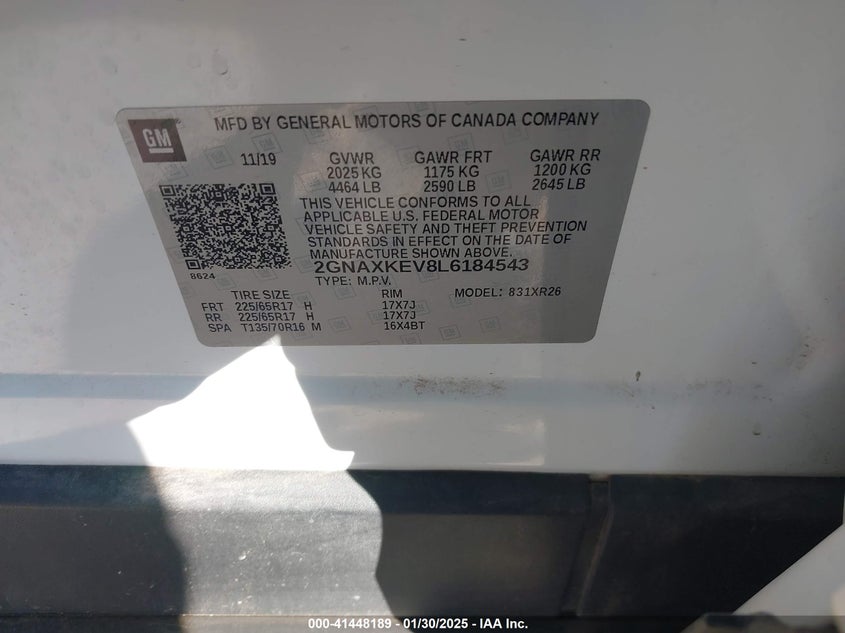 GM
MFD BY GENERAL MOTORS OF CANADA COMPANY
11/19 GVWR GAWR FRT GAWR RR
2025 KG 1175 KG 1200 KG
4464 LB 2590 LB 2645 LB
THIS VEHICLE CONFORMS TO ALL
APPLICABLE U.S. FEDERAL MOTOR
VEHICLE SAFETY AND THEFT PREVENTION
STANDARDS IN EFFECT ON THE DATE OF
MANUFACTURE SHOWN ABOVE.
8624 2GNAXKEV8L6184543
TYPE: M.P.V.
TIRE SIZE RIM MODEL: 831XR26
FRT 225/65R17 H 17X7J
RR 225/65R17 H 17X7J
SPA T135/70R16 M 16X4BT
000-41448189 - 01/30/2025 - IAA Inc.